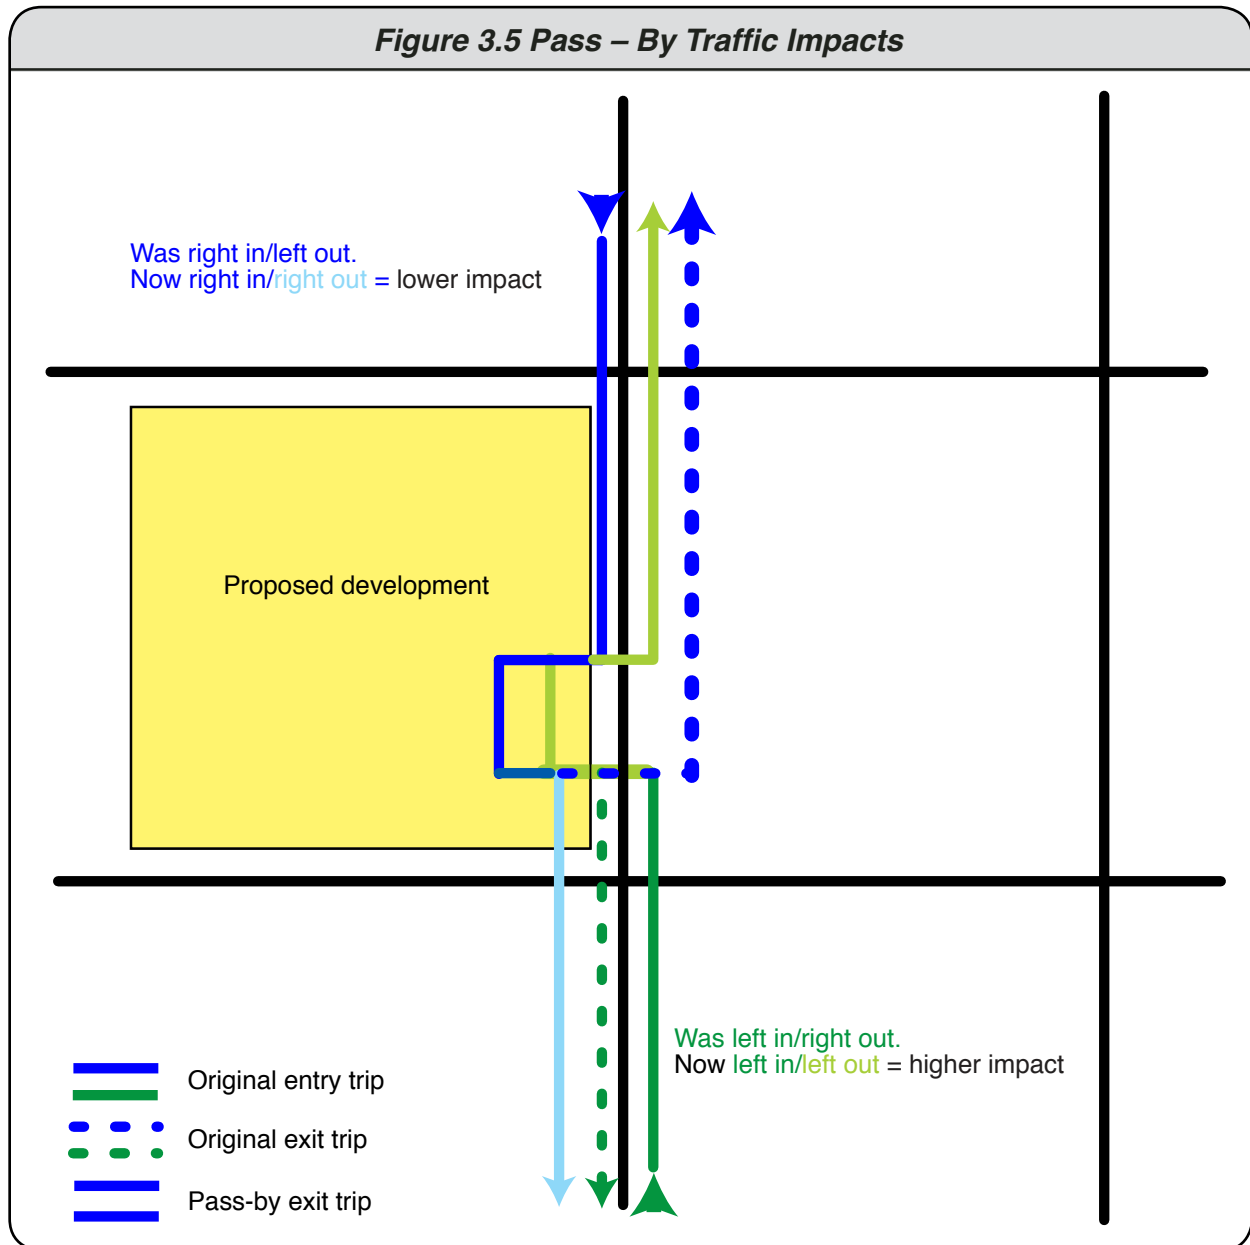 Figure 3.5 Pass – By Traffic Impacts
Was right in/left out.
Now right in/right out = lower impact
Proposed development
Was left in/right out.
Now left in/left out = higher impact
Original entry trip
Original exit trip
Pass-by exit trip